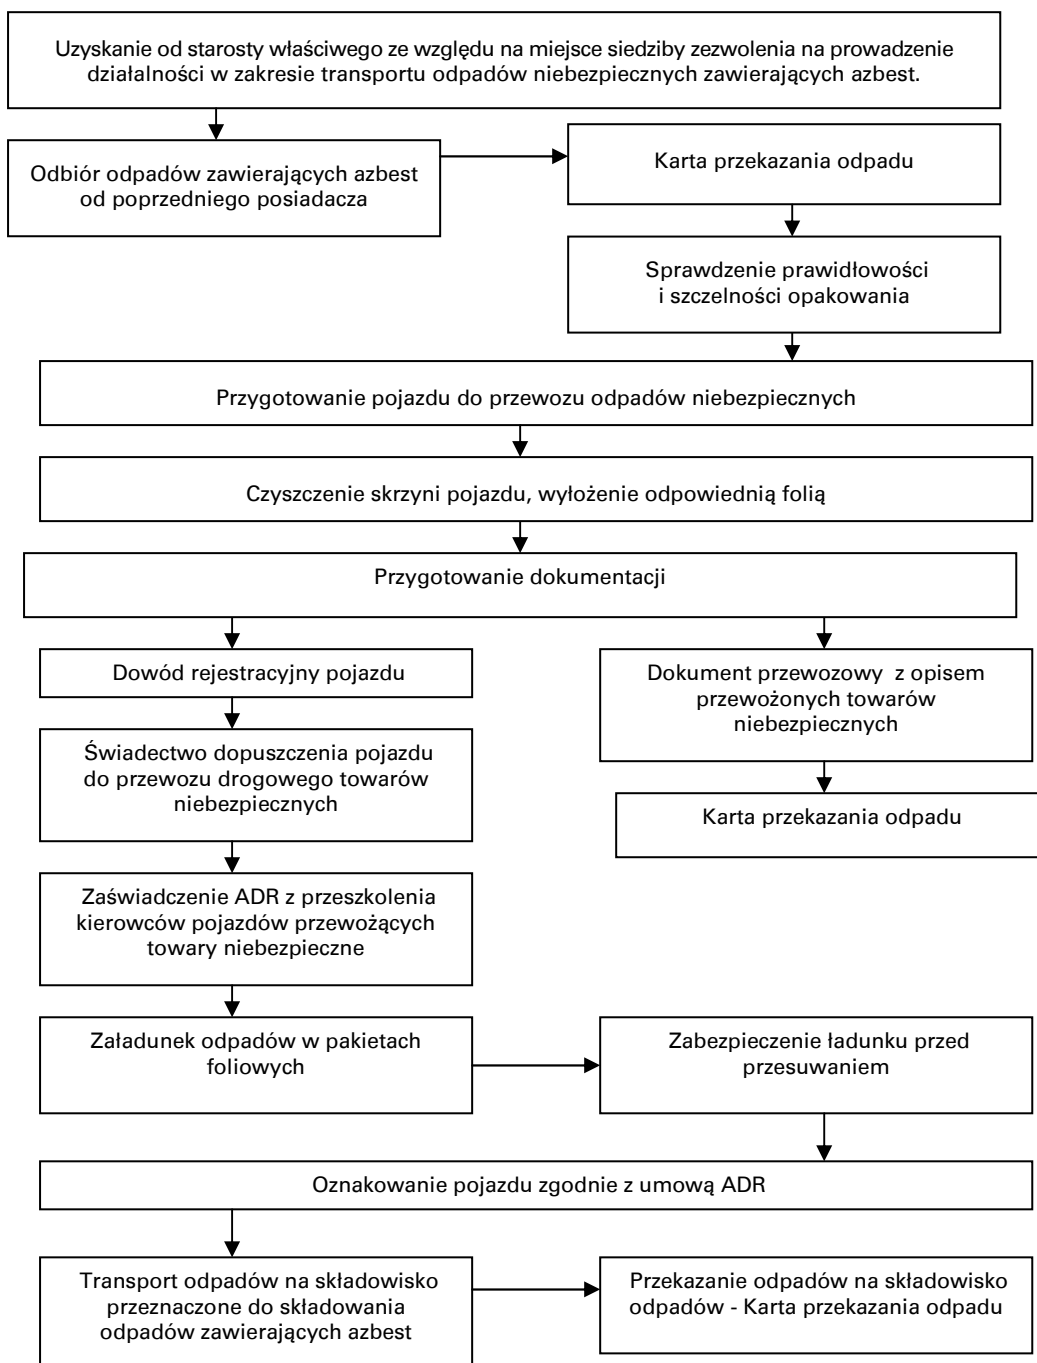 Uzyskanie od starosty właściwego ze względu na miejsce siedziby zezwolenia na prowadzenie
działalności w zakresie transportu odpadów niebezpiecznych zawierających azbest.
Odbiór odpadów zawierających azbest
od poprzedniego posiadacza
Karta przekazania odpadu
Sprawdzenie prawidłowości
i szczelności opakowania
Przygotowanie pojazdu do przewozu odpadów niebezpiecznych
Czyszczenie skrzyni pojazdu, wyłożenie odpowiednią folią
Przygotowanie dokumentacji
Dowód rejestracyjny pojazdu
Świadectwo dopuszczenia pojazdu
do przewozu drogowego towarów
niebezpiecznych
Zaświadczenie ADR z przeszkolenia
kierowców pojazdów przewożących
towary niebezpieczne
Dokument przewozowy z opisem
przewożonych towarów
niebezpiecznych
Karta przekazania odpadu
Załadunek odpadów w pakietach
foliowych
Zabezpieczenie ładunku przed
przesuwaniem
Oznakowanie pojazdu zgodnie z umową ADR
Transport odpadów na składowisko
przeznaczone do składowania
odpadów zawierających azbest
Przekazanie odpadów na składowisko
odpadów - Karta przekazania odpadu